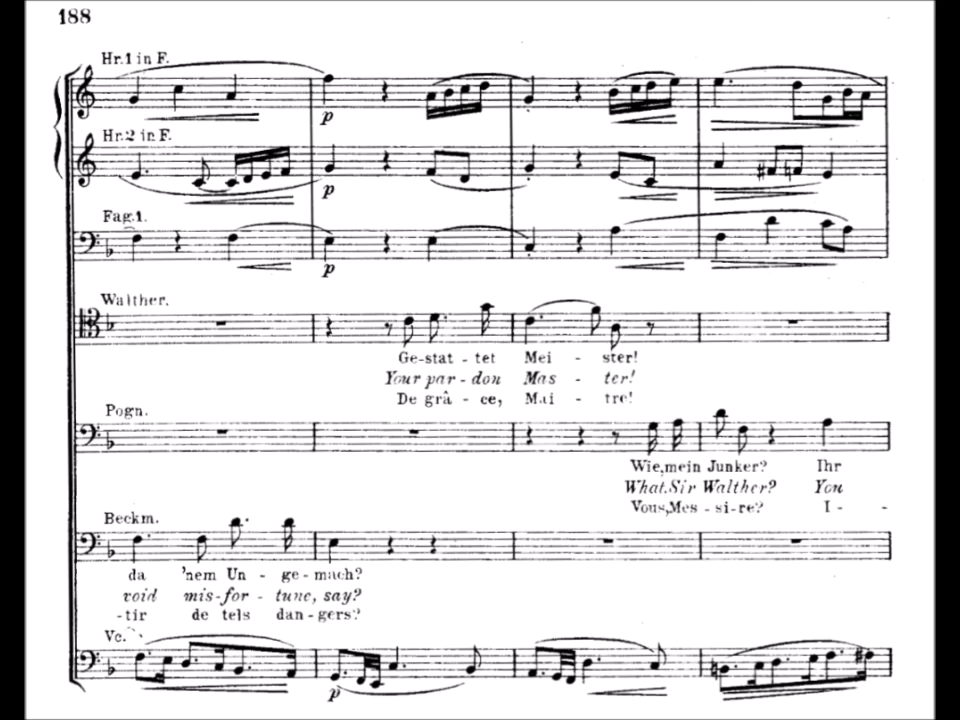 188
Hr.1 in F.
p
Hr.2 in F.
p
Fag.1.
p
Walther.
Ge-stat - tet Mei - ster!
Your par - don Mas - ter!
De grâ - ce, Maî - tre!
Pogn.
Wie, mein Junker? Ihr
What. Sir Walther? You
Vous, Mes - si-re? I - -
Beckm.
da 'nem Un - ge-mach?
void mis-for - tune, say?
-tir de tels dan-gers?
Vc.
p